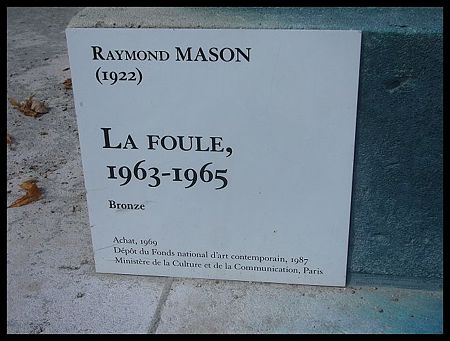 RAYMOND MASON
(1922)
LA FOULE,
1963-1965
Bronze
Achat, 1969
Dépôt du Fonds national d'art contemporain, 1987
Ministère de la Culture et de la Communication, Paris